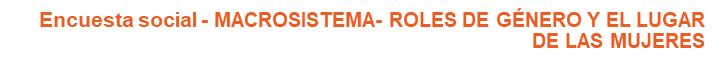 Encuesta social - MACROSISTEMA- ROLES DE GÉNERO Y EL LUGAR
DE LAS MUJERES